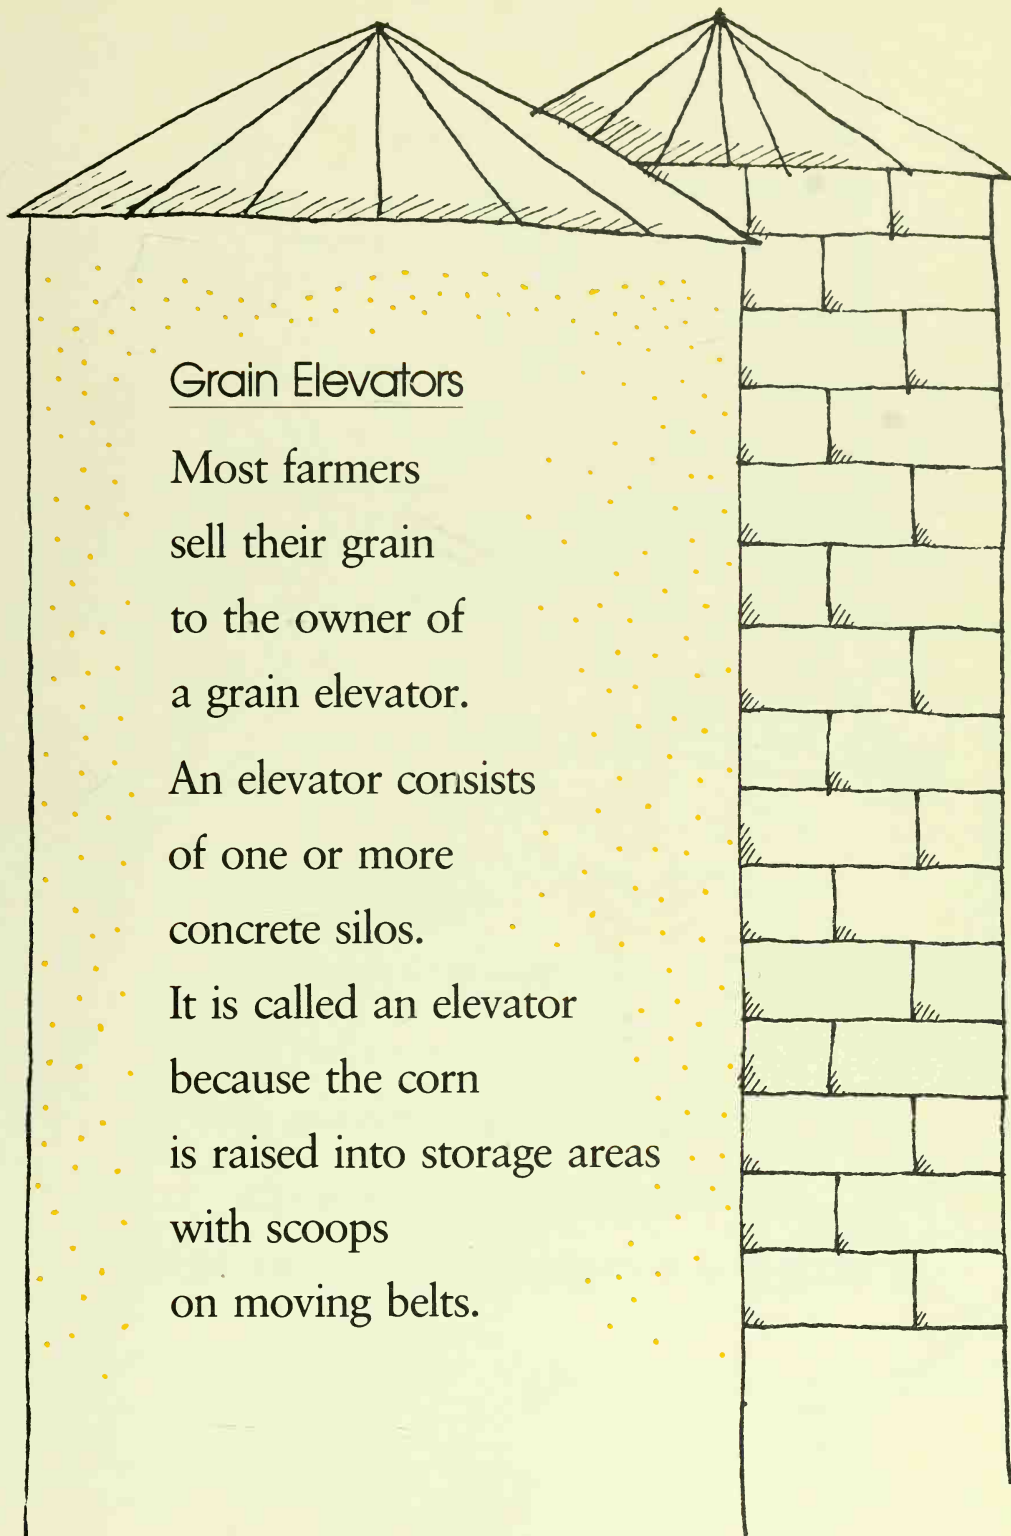 Grain Elevators
Most farmers
sell their grain
to the owner of
a grain elevator.
An elevator consists
of one or more
concrete silos.
It is called an elevator
because the corn
is raised into storage areas
with scoops
on moving belts.